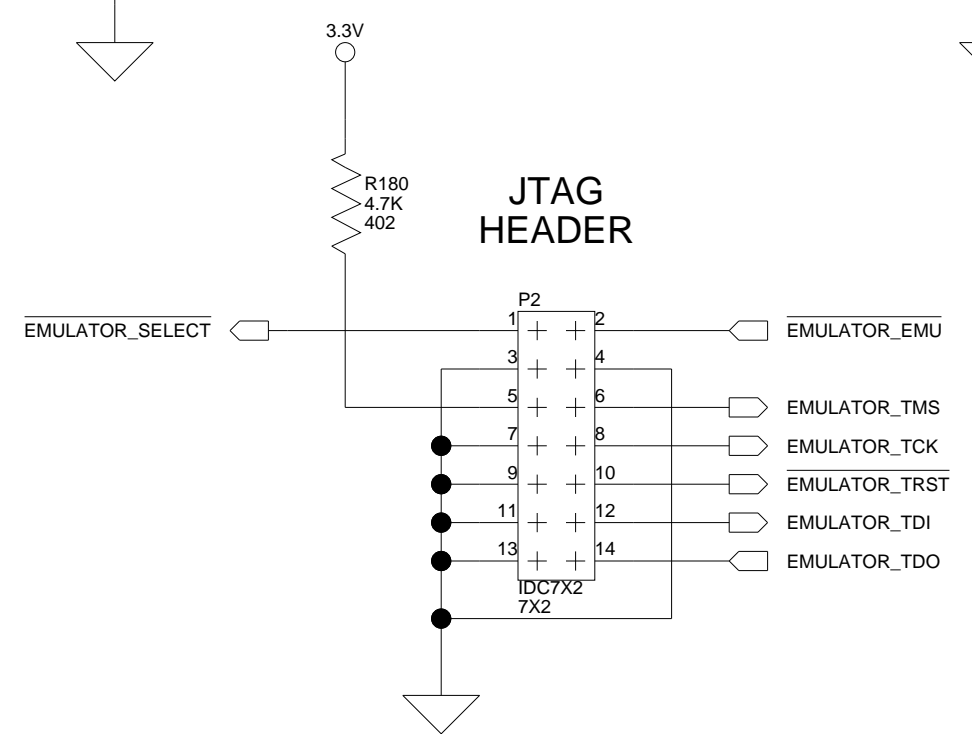 3.3V
R180
4.7K
402
JTAG
HEADER
P2
EMULATOR_SELECT
1 2
EMULATOR_EMU
3 4
5 6
EMULATOR_TMS
7 8
EMULATOR_TCK
9 10
EMULATOR_TRST
11 12
EMULATOR_TDI
13 14
EMULATOR_TDO
IDC7X2
7X2